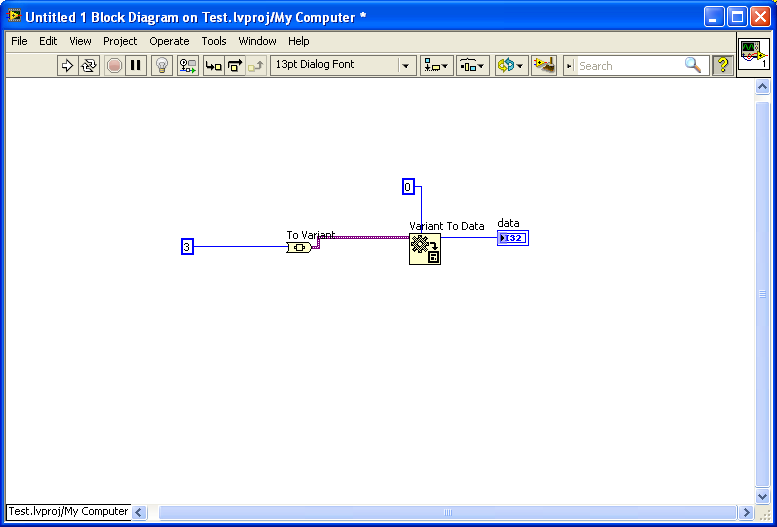 Untitled 1 Block Diagram on Test.lvproj/My Computer *
File Edit View Project Operate Tools Window Help
13pt Dialog Font
Search
?
1
0
Variant To Data
data
To Variant
3
I32
Test.lvproj/My Computer